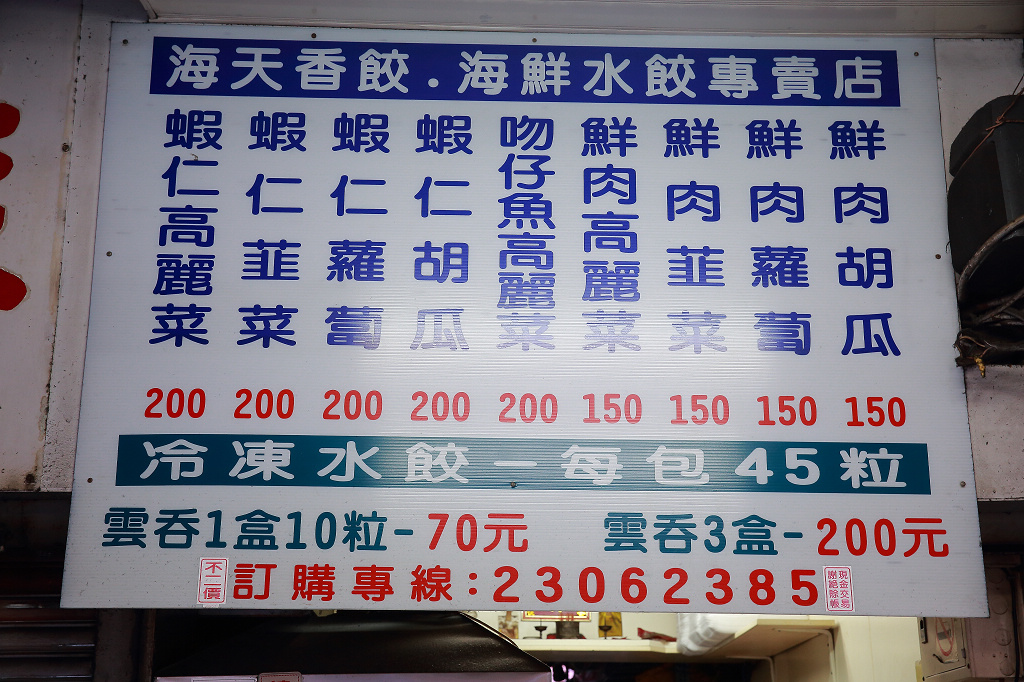 海天香餃.海鮮水餃專賣店
鮮肉胡瓜
鮮肉蘿蔔
鮮肉韮菜
鮮肉高麗菜
吻仔魚高麗菜
蝦仁胡瓜
蝦仁蘿蔔
蝦仁韮菜
蝦仁高麗菜
200 200 200 200 200 150 150 150 150
冷凍水餃－每包45粒
雲吞1盒10粒-70元 雲吞3盒-200元
不二價
訂購專線:23062385
現金交易
謝絕賒帳